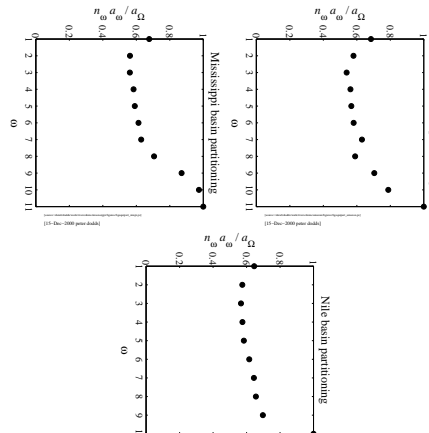 n_ω a_ω / a_Ω
0 0.2 0.4 0.6 0.8 1
1 2 3 4 5 6 7 8 9 10 11
ω
Mississippi basin partitioning
[15−Dec−2000 peter dodds]
n_ω a_ω / a_Ω
0 0.2 0.4 0.6 0.8 1
1 2 3 4 5 6 7 8 9 10 11
ω
[15−Dec−2000 peter dodds]
n_ω a_ω / a_Ω
0 0.2 0.4 0.6 0.8 1
1 2 3 4 5 6 7 8 9
ω
Nile basin partitioning